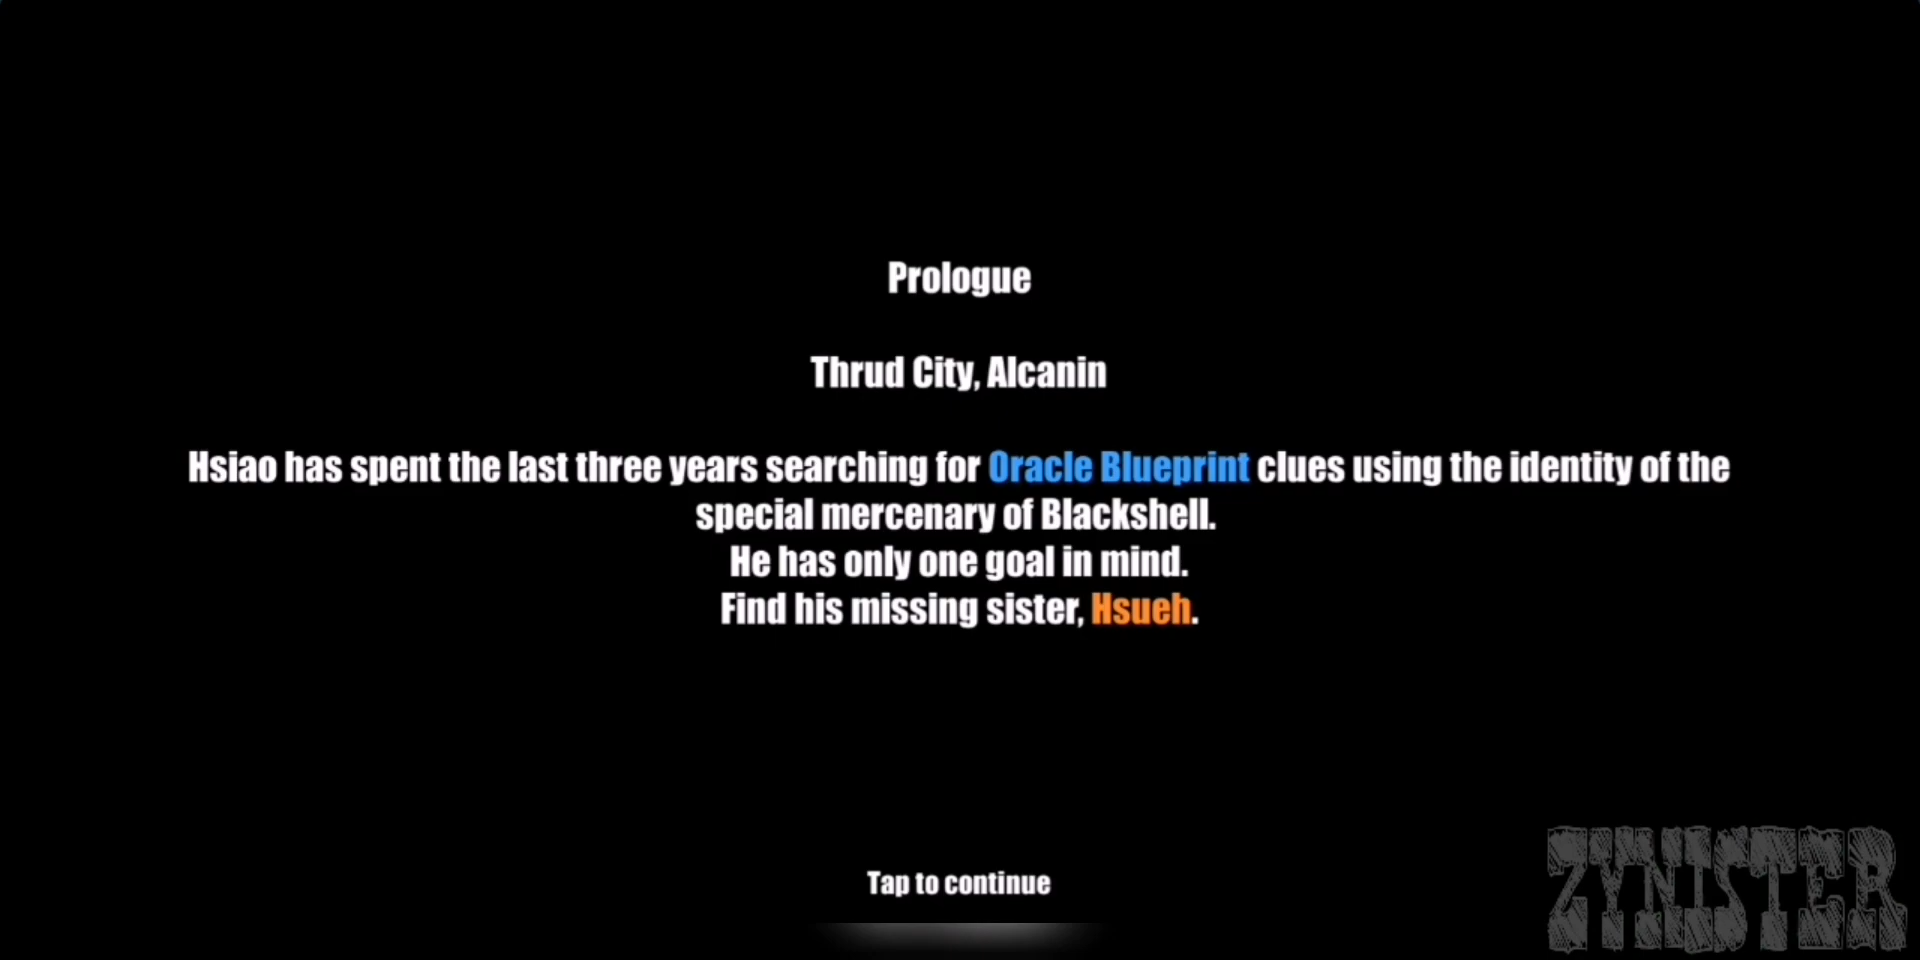 Prologue
Thrud City, Alcanin
Hsiao has spent the last three years searching for Oracle Blueprint clues using the identity of the
special mercenary of Blackshell.
He has only one goal in mind.
Find his missing sister, Hsueh.
Tap to continue
ZYNISTER